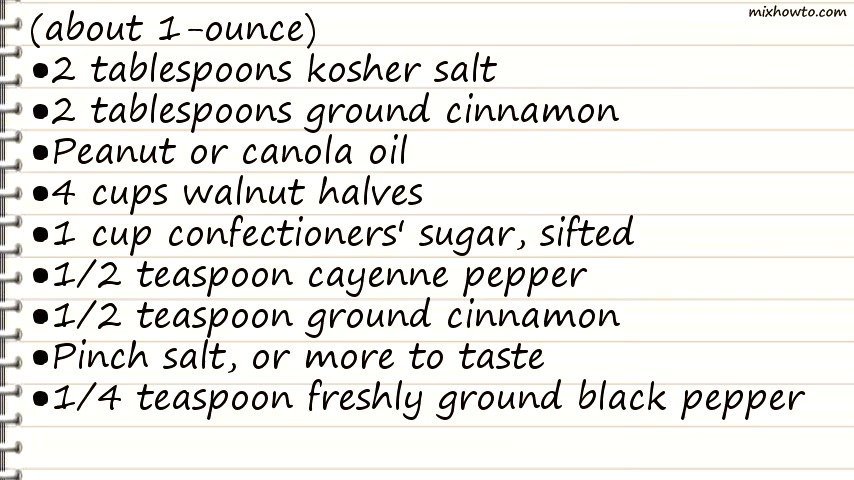 mixhowto.com
(about 1-ounce)
•2 tablespoons kosher salt
•2 tablespoons ground cinnamon
•Peanut or canola oil
•4 cups walnut halves
•1 cup confectioners' sugar, sifted
•1/2 teaspoon cayenne pepper
•1/2 teaspoon ground cinnamon
•Pinch salt, or more to taste
•1/4 teaspoon freshly ground black pepper